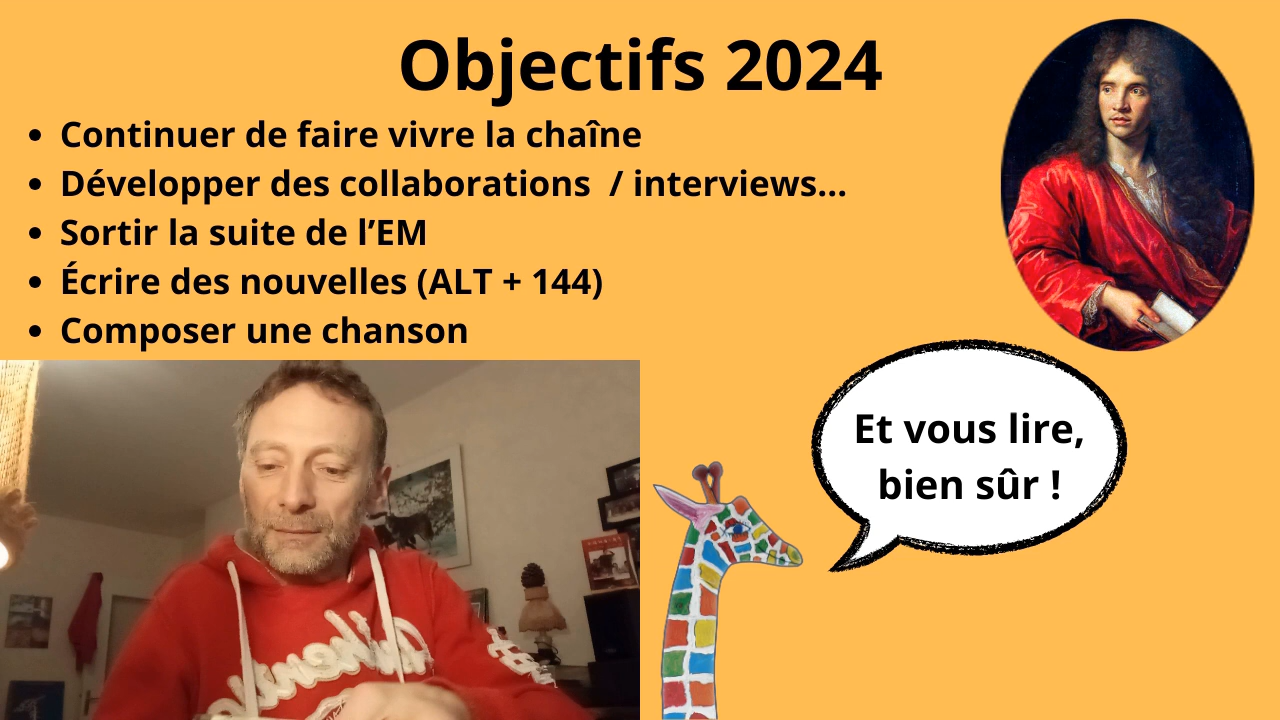 Objectifs 2024
• Continuer de faire vivre la chaîne
• Développer des collaborations / interviews...
• Sortir la suite de l’EM
• Écrire des nouvelles (ALT + 144)
• Composer une chanson
Et vous lire,
bien sûr !